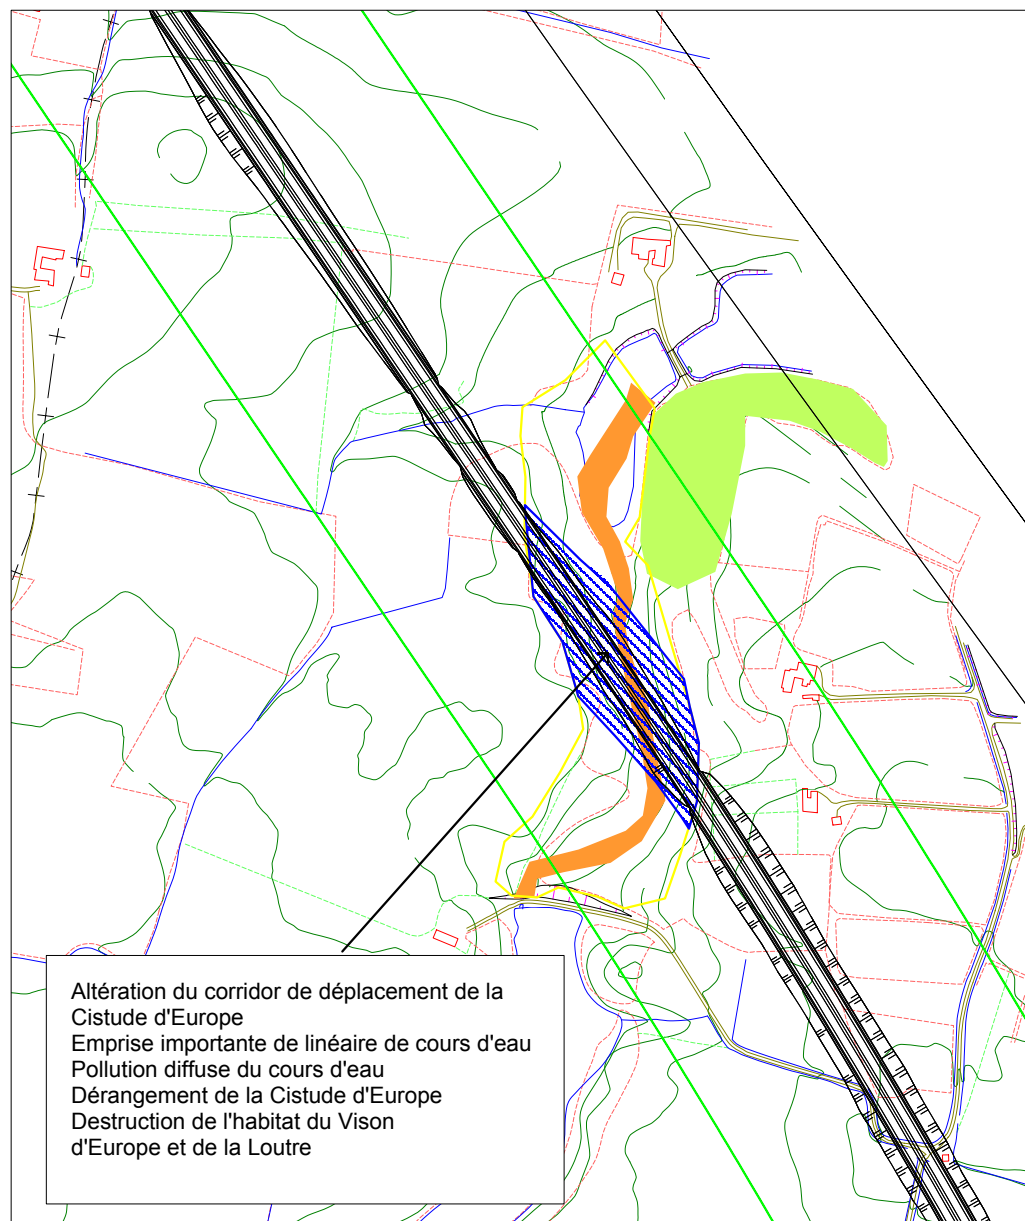 Altération du corridor de déplacement de la
Cistude d'Europe
Emprise importante de linéaire de cours d'eau
Pollution diffuse du cours d'eau
Dérangement de la Cistude d'Europe
Destruction de l'habitat du Vison
d'Europe et de la Loutre